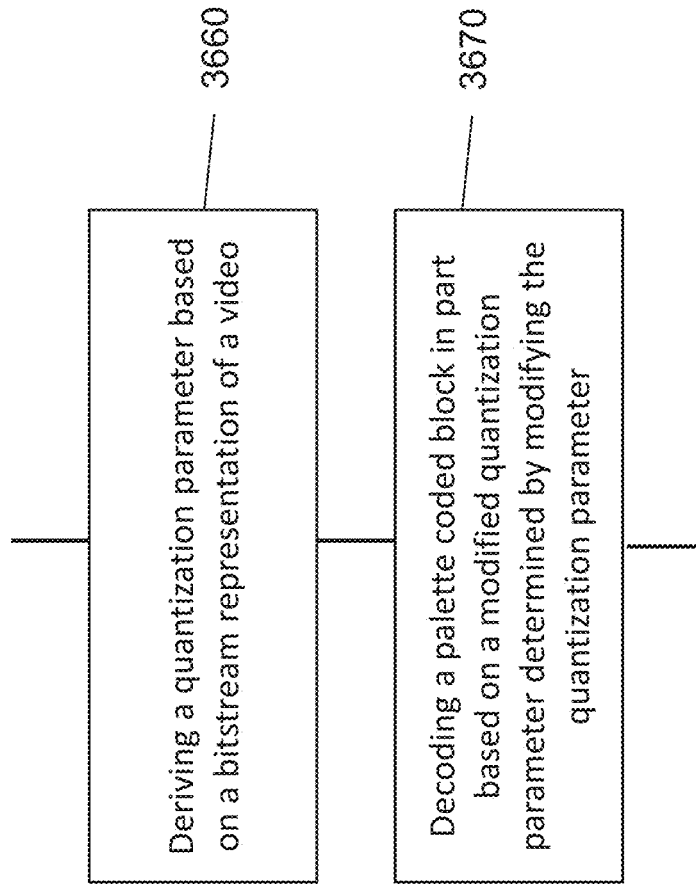 Deriving a quantization parameter based
on a bitstream representation of a video
3660
Decoding a palette coded block in part
based on a modified quantization
parameter determined by modifying the
quantization parameter
3670